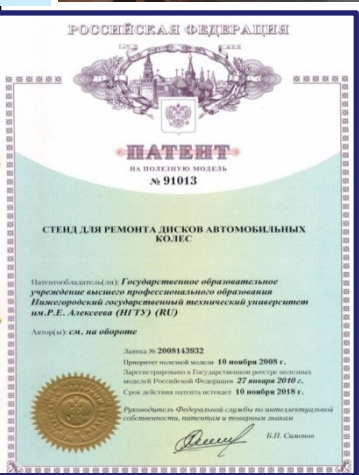 РОССИЙСКАЯ ФЕДЕРАЦИЯ
ПАТЕНТ
НА ПОЛЕЗНУЮ МОДЕЛЬ
№ 91013
СТЕНД ДЛЯ РЕМОНТА ДИСКОВ АВТОМОБИЛЬНЫХ
КОЛЕС
Патентообладатель(ли): Государственное образовательное
учреждение высшего профессионального образования
Нижегородский государственный технический университет
им.Р.Е. Алексеева (НГТУ) (RU)
Автор(ы): см. на обороте
Заявка № 2008143932
Приоритет полезной модели 10 ноября 2008 г.
Зарегистрировано в Государственном реестре полезных
моделей Российской Федерации 27 января 2010 г.
Срок действия патента истекает 10 ноября 2018 г.
Руководитель Федеральной службы по интеллектуальной
собственности, патентам и товарным знакам
Б.П. Симонов